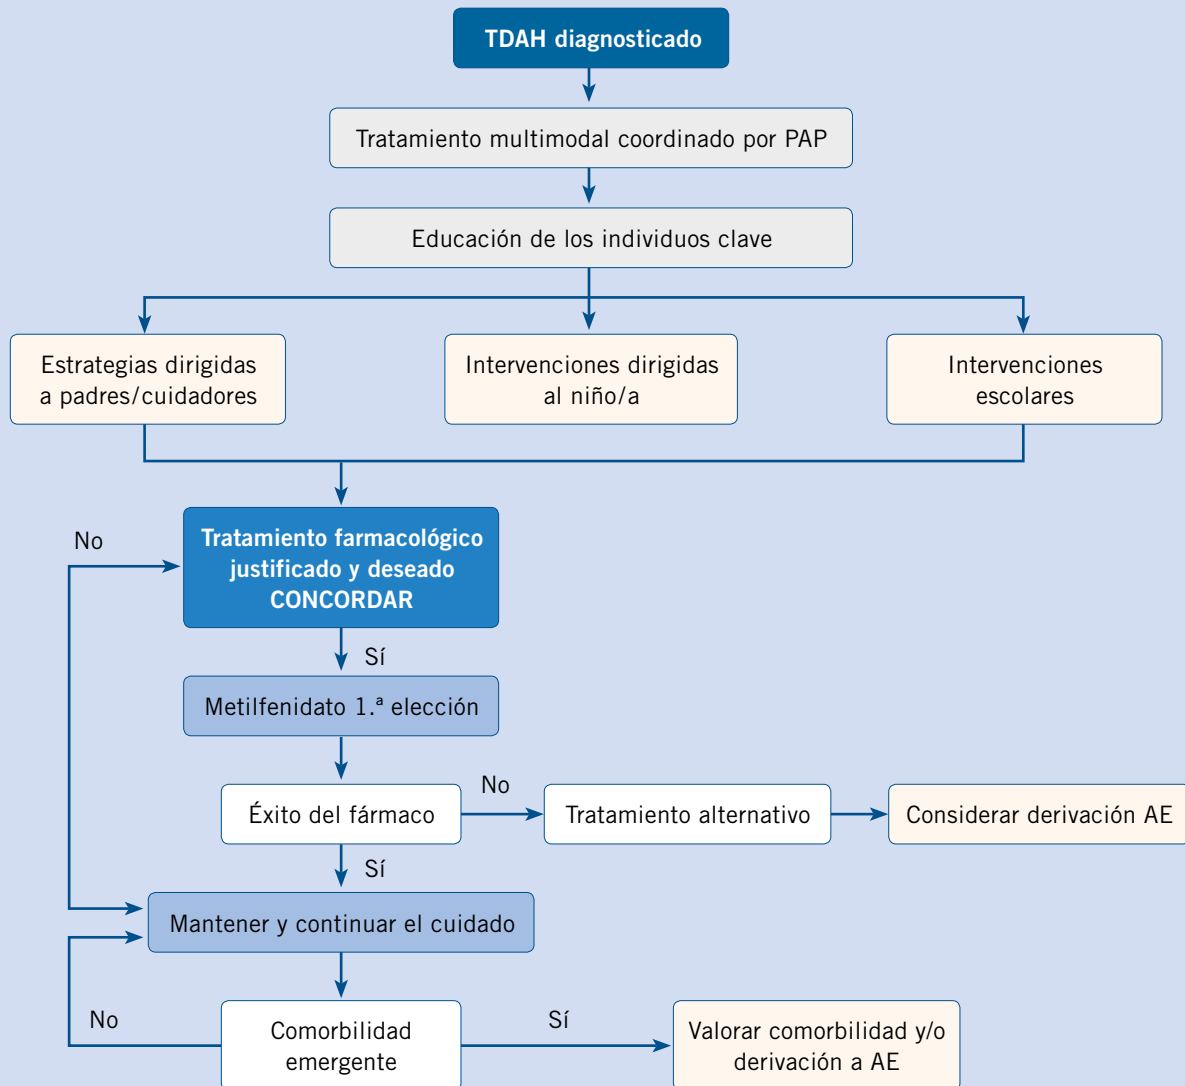 TDAH diagnosticado
Tratamiento multimodal coordinado por PAP
Educación de los individuos clave
Estrategias dirigidas
a padres/cuidadores
Intervenciones dirigidas
al niño/a
Intervenciones
escolares
No
Tratamiento farmacológico
justificado y deseado
CONCORDAR
Sí
Metilfenidato 1.ª elección
Éxito del fármaco
No
Tratamiento alternativo
Considerar derivación AE
Sí
Mantener y continuar el cuidado
No
Comorbilidad
emergente
Sí
Valorar comorbilidad y/o
derivación a AE